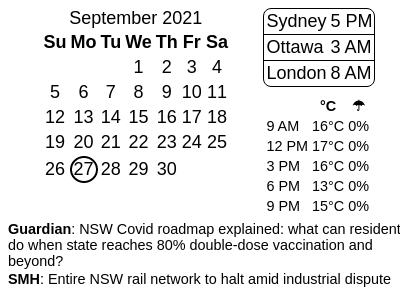 September 2021
Su Mo Tu We Th Fr Sa
1 2 3 4
5 6 7 8 9 10 11
12 13 14 15 16 17 18
19 20 21 22 23 24 25
26 27 28 29 30
Sydney 5 PM
Ottawa 3 AM
London 8 AM
°C ☂
9 AM 16°C 0%
12 PM 17°C 0%
3 PM 16°C 0%
6 PM 13°C 0%
9 PM 15°C 0%
Guardian: NSW Covid roadmap explained: what can resident
do when state reaches 80% double-dose vaccination and
beyond?
SMH: Entire NSW rail network to halt amid industrial dispute